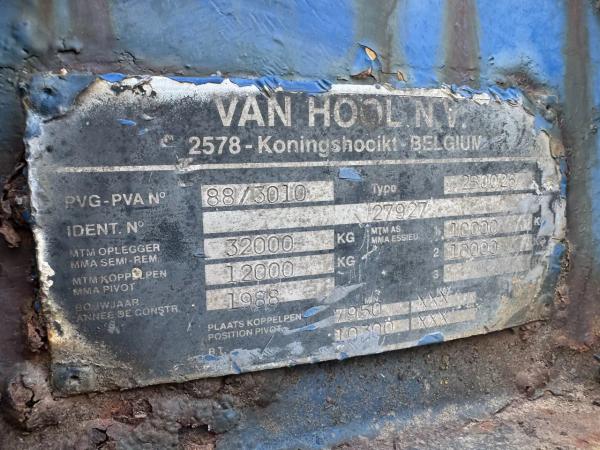 VAN HOOL N.V.
2578 - Koningshooikt - BELGIUM
PVG-PVA N° 88/3010 Type
IDENT. N° 27927
MTM OPLEGGER MMA SEMI-REM. 32000 KG MTM AS MMA ESSIEU 1 10000
MTM KOPPELPEN MMA PIVOT 12000 KG 2 10000
BOUWJAAR ANNEE DE CONSTR. 1988 3
PLAATS KOPPELPEN POSITION PIVOT 7950 XXX
10300 XXX